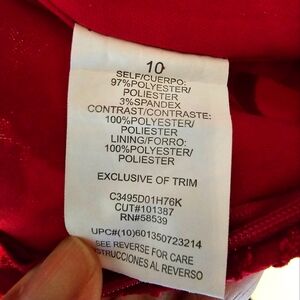 10
SELF/CUERPO:
97%POLYESTER/
POLIESTER
3%SPANDEX
CONTRAST/CONTRASTE:
100%POLYESTER/
POLIESTER
LINING/FORRO:
100%POLYESTER/
POLIESTER
EXCLUSIVE OF TRIM
C3495D01H76K
CUT#101387
RN#58539
UPC#(10)601350723214
SEE REVERSE FOR CARE
STRUCCIONES AL REVERSO